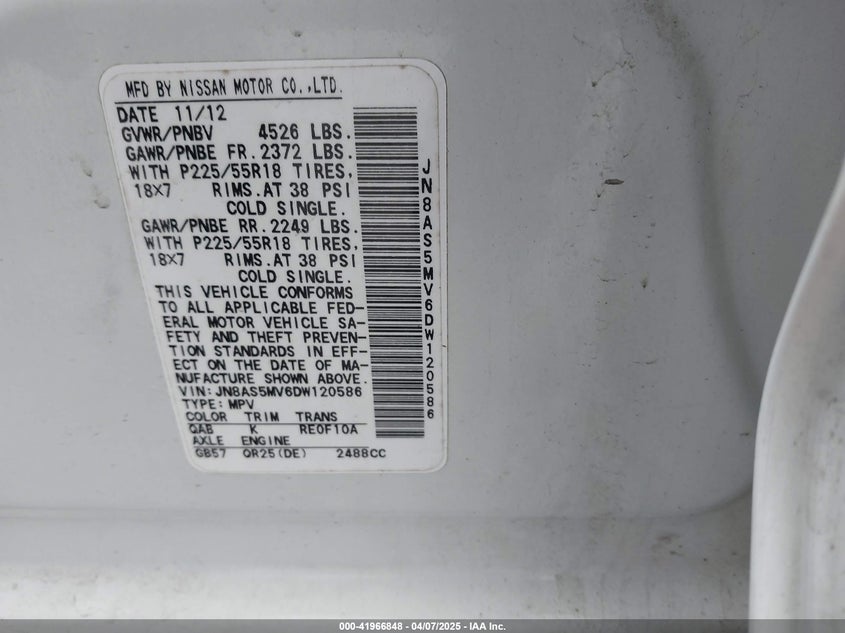 MFD BY NISSAN MOTOR CO.,LTD.
DATE 11/12
GVWR/PNBV 4526 LBS.
GAWR/PNBE FR. 2372 LBS.
WITH P225/55R18 TIRES,
18X7 RIMS.AT 38 PSI
COLD SINGLE.
GAWR/PNBE RR. 2249 LBS.
WITH P225/55R18 TIRES,
18X7 RIMS.AT 38 PSI
COLD SINGLE.
THIS VEHICLE CONFORMS
TO ALL APPLICABLE FED-
ERAL MOTOR VEHICLE SA-
FETY AND THEFT PREVEN-
TION STANDARDS IN EFF-
ECT ON THE DATE OF MA-
NUFACTURE SHOWN ABOVE.
VIN: JN8AS5MV6DW120586
TYPE: MPV
COLOR TRIM TRANS
QAB K RE0F10A
AXLE ENGINE
GB57 QR25(DE) 2488CC
JN8AS5MV6DW120586
000-41966848 | 04/07/2025 - IAA Inc.